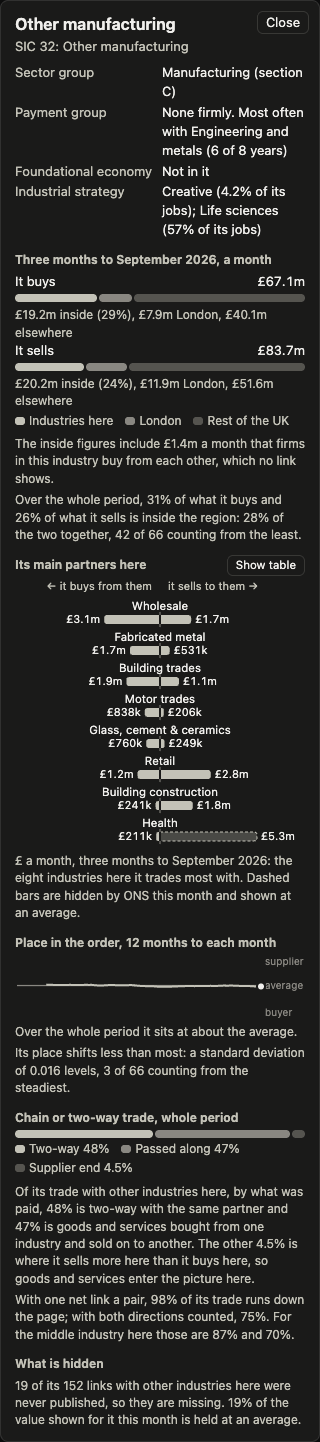 Other manufacturing
Close
SIC 32: Other manufacturing
Sector group
Manufacturing (section
C)
Payment group
None firmly. Most often
with Engineering and
metals (6 of 8 years)
Foundational economy
Not in it
Industrial strategy
Creative (4.2% of its
jobs); Life sciences
(57% of its jobs)
Three months to September 2026, a month
It buys
£67.1m
£19.2m inside (29%), £7.9m London, £40.1m
elsewhere
It sells
£83.7m
£20.2m inside (24%), £11.9m London, £51.6m
elsewhere
Industries here
London
Rest of the UK
The inside figures include £1.4m a month that firms
in this industry buy from each other, which no link
shows.
Over the whole period, 31% of what it buys and
26% of what it sells is inside the region: 28% of
the two together, 42 of 66 counting from the least.
Its main partners here
Show table
← it buys from them
it sells to them →
Wholesale
£3.1m
£1.7m
Fabricated metal
£1.7m
£531k
Building trades
£1.9m
£1.1m
Motor trades
£838k
£206k
Glass, cement & ceramics
£760k
£249k
Retail
£1.2m
£2.8m
Building construction
£241k
£1.8m
Health
£211k
£5.3m
£ a month, three months to September 2026: the
eight industries here it trades most with. Dashed
bars are hidden by ONS this month and shown at
an average.
Place in the order, 12 months to each month
supplier
average
buyer
Over the whole period it sits at about the average.
Its place shifts less than most: a standard deviation
of 0.016 levels, 3 of 66 counting from the
steadiest.
Chain or two-way trade, whole period
Two-way 48%
Passed along 47%
Supplier end 4.5%
Of its trade with other industries here, by what was
paid, 48% is two-way with the same partner and
47% is goods and services bought from one
industry and sold on to another. The other 4.5% is
where it sells more here than it buys here, so
goods and services enter the picture here.
With one net link a pair, 98% of its trade runs down
the page; with both directions counted, 75%. For
the middle industry here those are 87% and 70%.
What is hidden
19 of its 152 links with other industries here were
never published, so they are missing. 19% of the
value shown for it this month is held at an average.